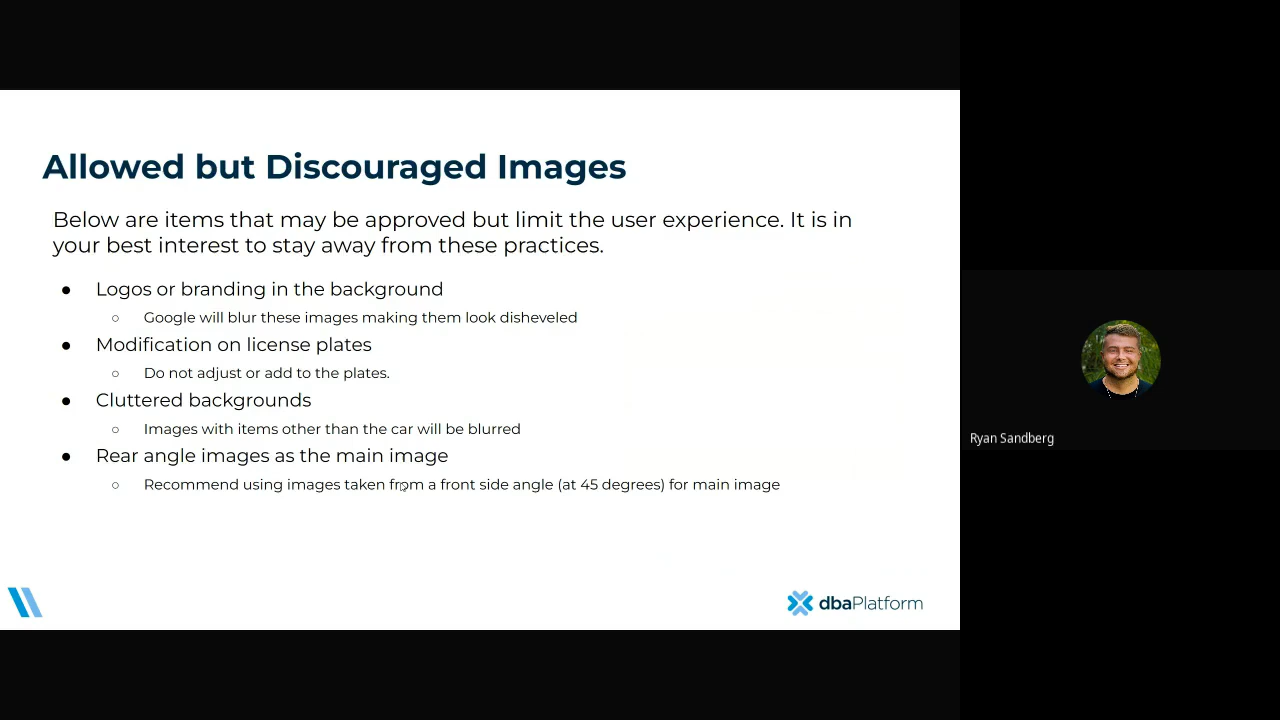 Allowed but Discouraged Images
Below are items that may be approved but limit the user experience. It is in
your best interest to stay away from these practices.
● Logos or branding in the background
○ Google will blur these images making them look disheveled
● Modification on license plates
○ Do not adjust or add to the plates.
● Cluttered backgrounds
○ Images with items other than the car will be blurred
● Rear angle images as the main image
○ Recommend using images taken from a front side angle (at 45 degrees) for main image
dbaPlatform
Ryan Sandberg